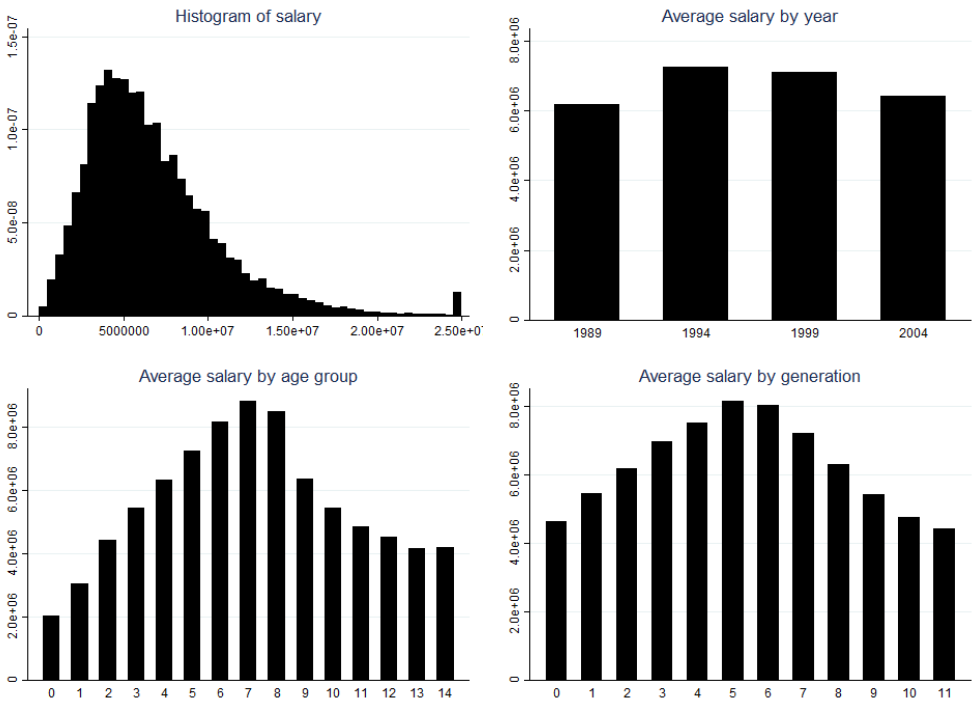 Histogram of salary
1.5e-07
1.0e-07
5.0e-08
0
0 5000000 1.00e+07 1.50e+07 2.00e+07 2.50e+0
Average salary by year
8.0e+06
6.0e+06
4.0e+06
2.0e+06
0
1989 1994 1999 2004
Average salary by age group
8.0e+06
6.0e+06
4.0e+06
2.0e+06
0
0 1 2 3 4 5 6 7 8 9 10 11 12 13 14
Average salary by generation
8.0e+06
6.0e+06
4.0e+06
2.0e+06
0
0 1 2 3 4 5 6 7 8 9 10 11